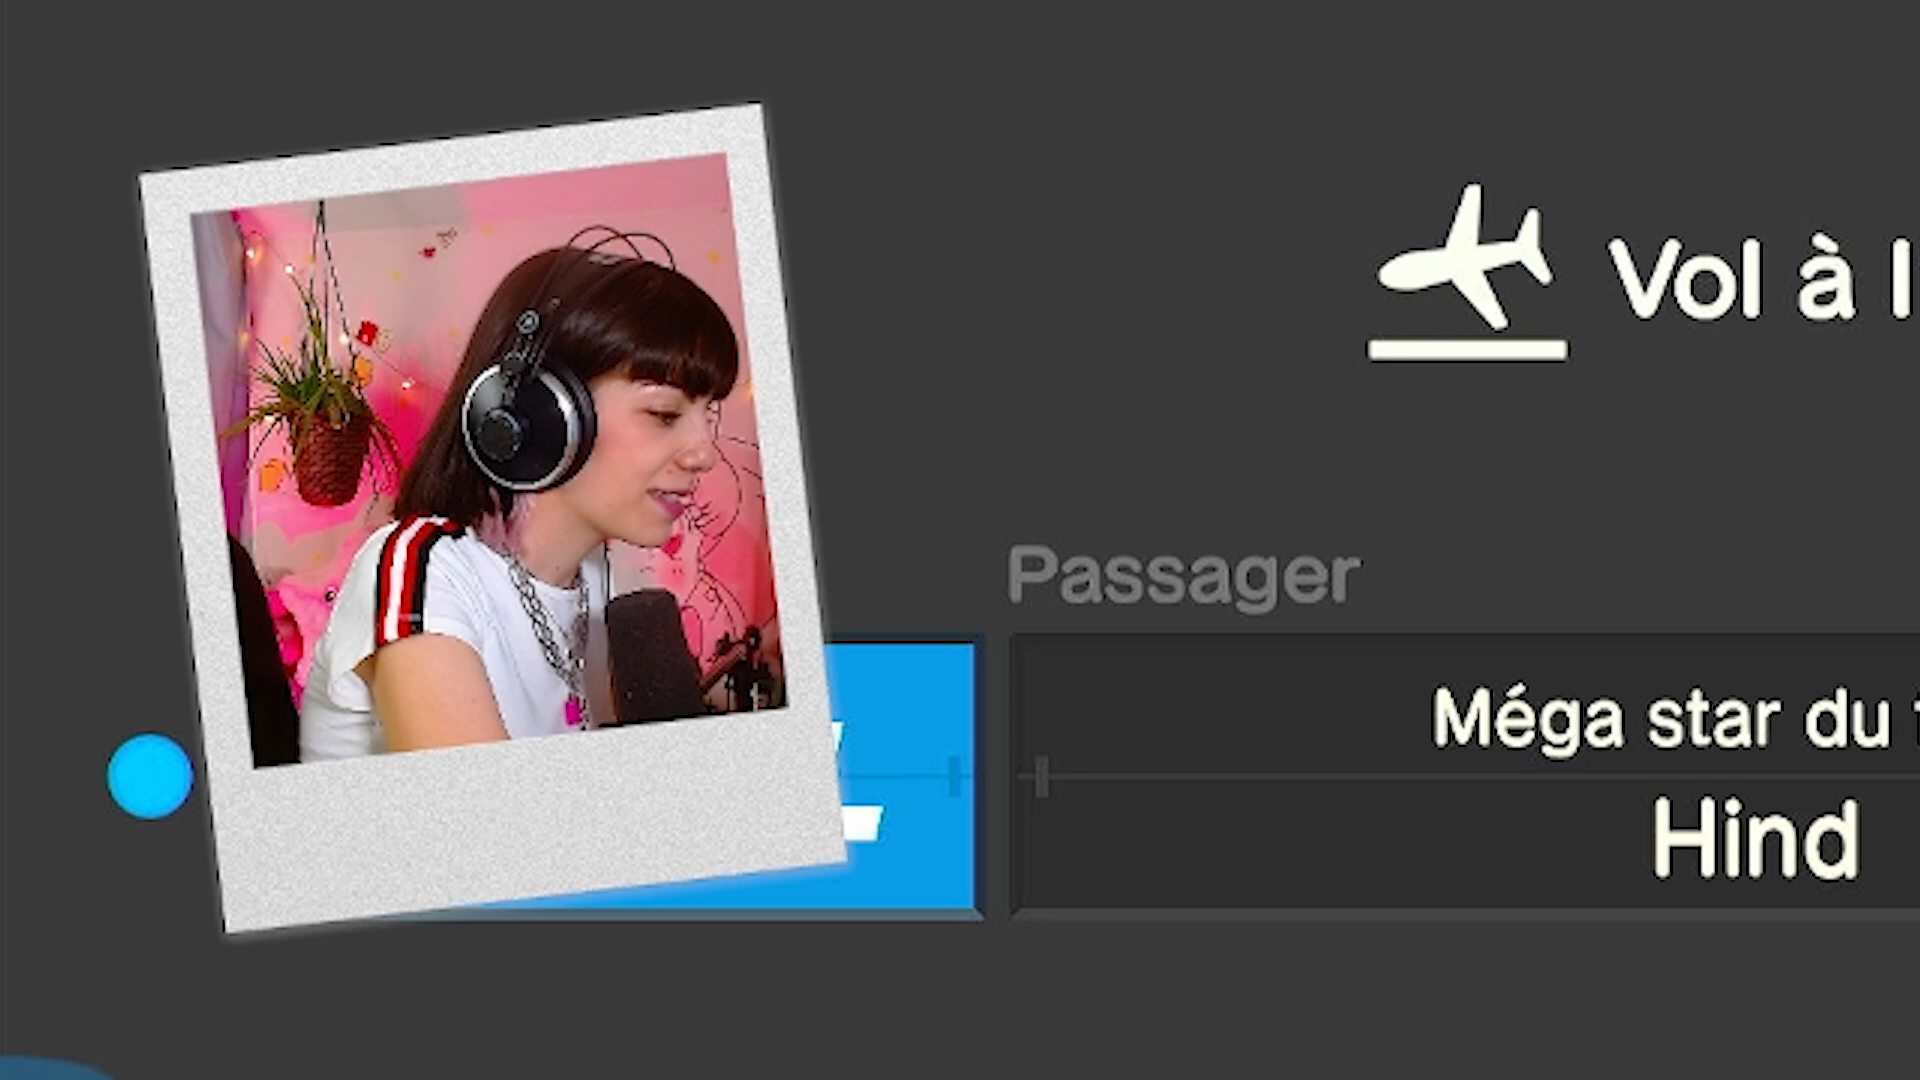 Vol à l
Passager
Méga star du
Hind